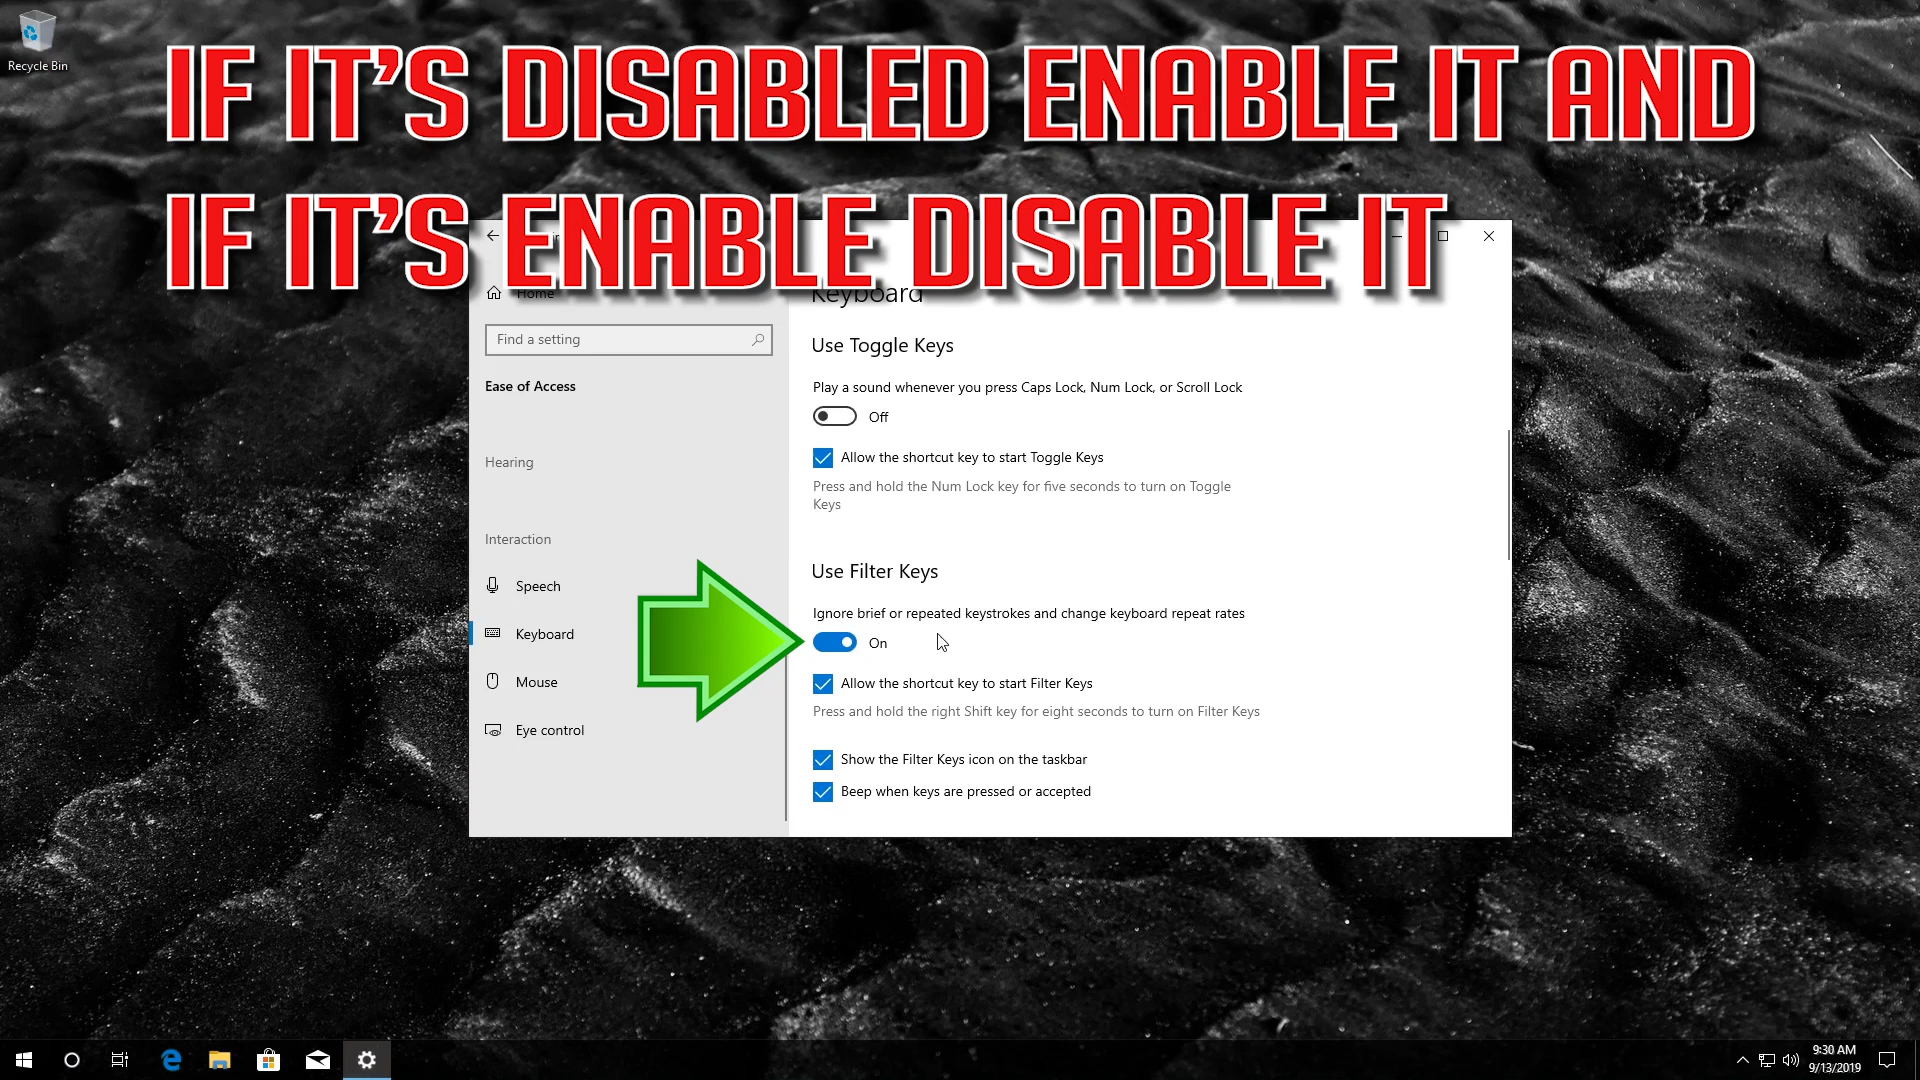 Recycle Bin
IF IT'S DISABLED ENABLE IT AND
IF IT'S ENABLE DISABLE IT
Home
Keyboard
Find a setting
Use Toggle Keys
Ease of Access
Play a sound whenever you press Caps Lock, Num Lock, or Scroll Lock
Off
Hearing
Allow the shortcut key to start Toggle Keys
Press and hold the Num Lock key for five seconds to turn on Toggle
Keys
Interaction
Use Filter Keys
Speech
Ignore brief or repeated keystrokes and change keyboard repeat rates
Keyboard
On
Mouse
Allow the shortcut key to start Filter Keys
Press and hold the right Shift key for eight seconds to turn on Filter Keys
Eye control
Show the Filter Keys icon on the taskbar
Beep when keys are pressed or accepted
9:30 AM
9/13/2019